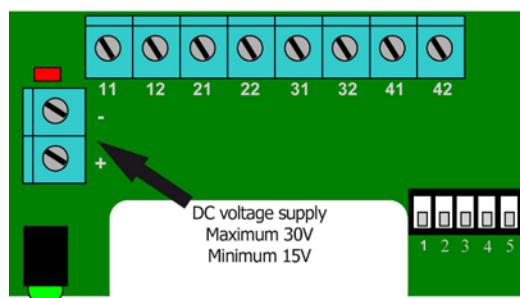 11 12 21 22 31 32 41 42
-
+
DC voltage supply
Maximum 30V
Minimum 15V
1 2 3 4 5